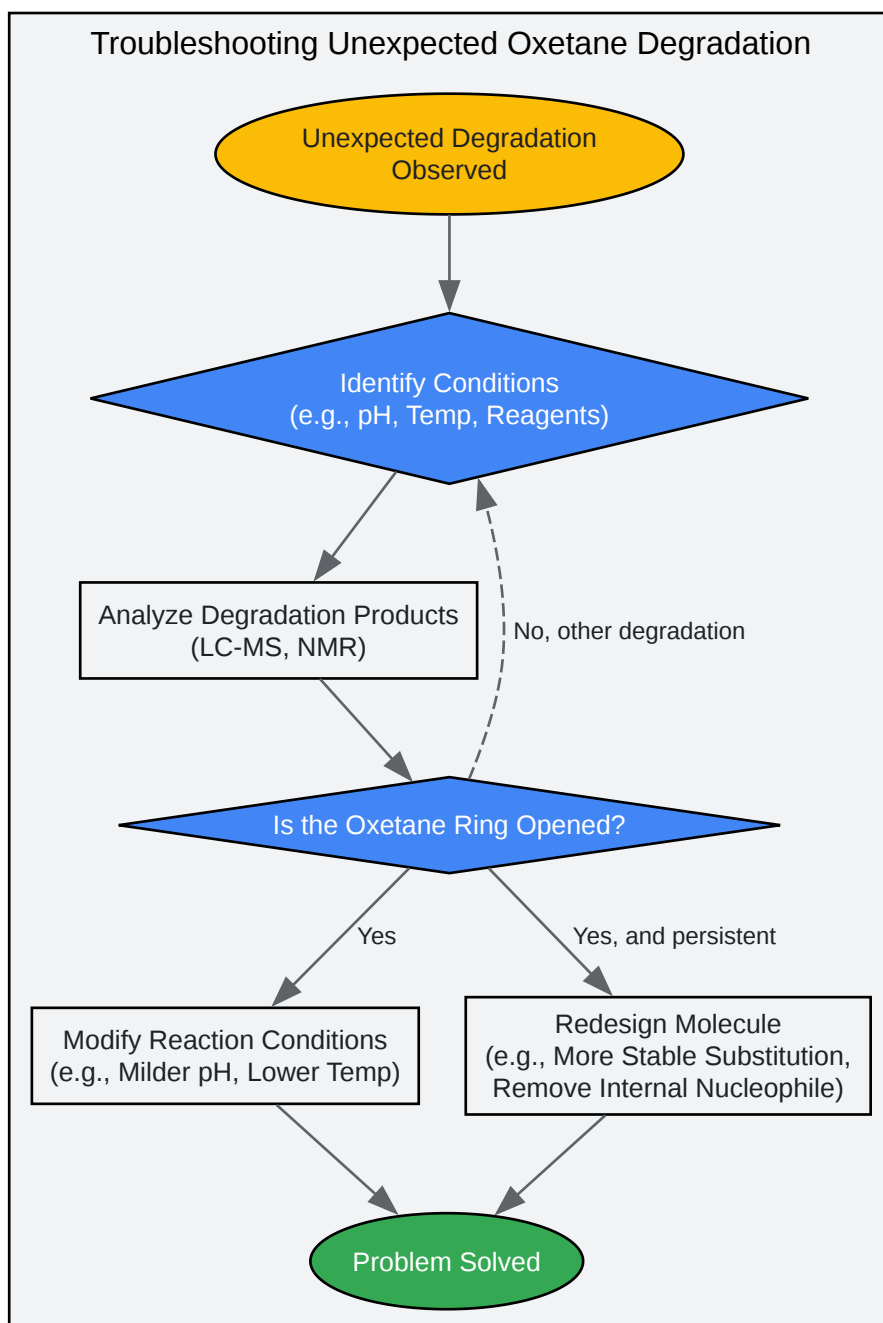 Troubleshooting Unexpected Oxetane Degradation
Unexpected Degradation
Observed
Identify Conditions
(e.g., pH, Temp, Reagents)
Analyze Degradation Products
(LC-MS, NMR)
No, other degradation
Is the Oxetane Ring Opened?
Yes
Yes, and persistent
Modify Reaction Conditions
(e.g., Milder pH, Lower Temp)
Redesign Molecule
(e.g., More Stable Substitution,
Remove Internal Nucleophile)
Problem Solved